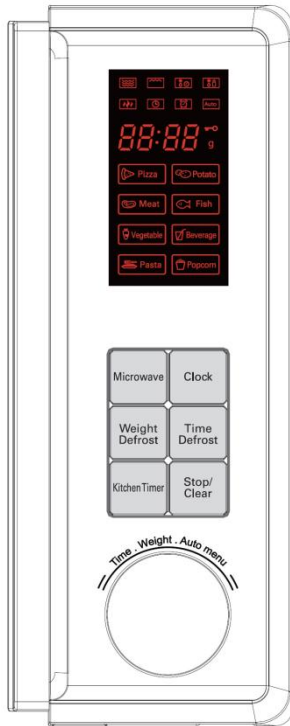 Auto
88:88 g
Pizza Potato
Meat Fish
Vegetable Beverage
Pasta Popcorn
Microwave Clock
Weight Defrost Time Defrost
Kitchen Timer Stop/ Clear
Time . Weight . Auto menu